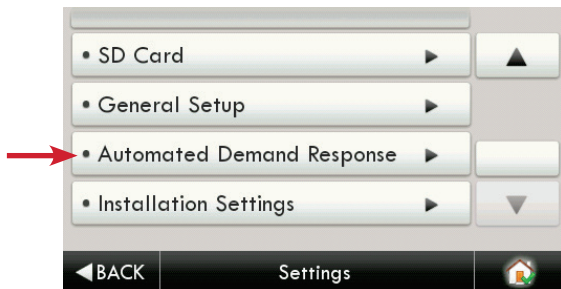 • SD Card
• General Setup
• Automated Demand Response
• Installation Settings
BACK
Settings